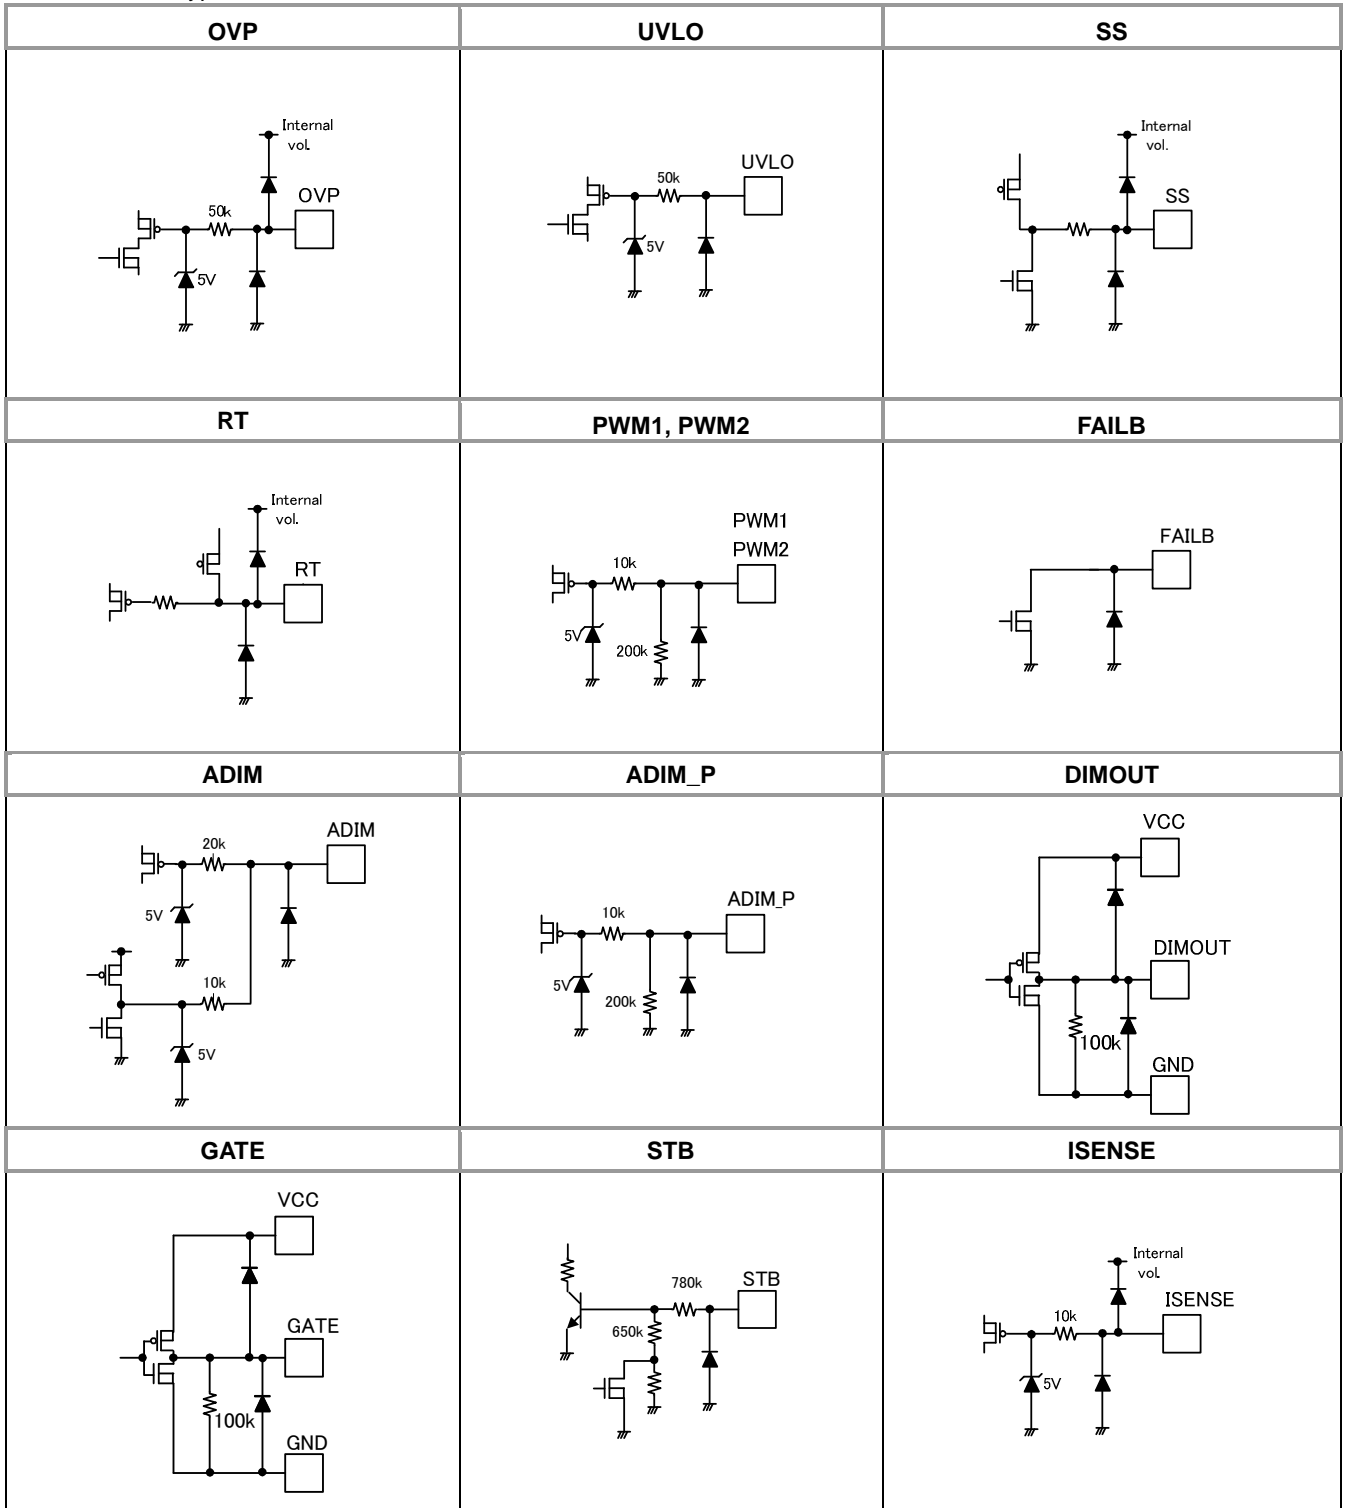 OVP
UVLO
SS
Internal
vol.
OVP
50k
5V
UVLO
50k
5V
Internal
vol.
SS
RT
PWM1, PWM2
FAILB
Internal
vol.
RT
PWM1
PWM2
10k
5V
200k
FAILB
ADIM
ADIM_P
DIMOUT
ADIM
20k
5V
10k
5V
ADIM_P
10k
5V
200k
VCC
DIMOUT
100k
GND
GATE
STB
ISENSE
VCC
GATE
100k
GND
STB
780k
650k
Internal
vol.
ISENSE
10k
5V